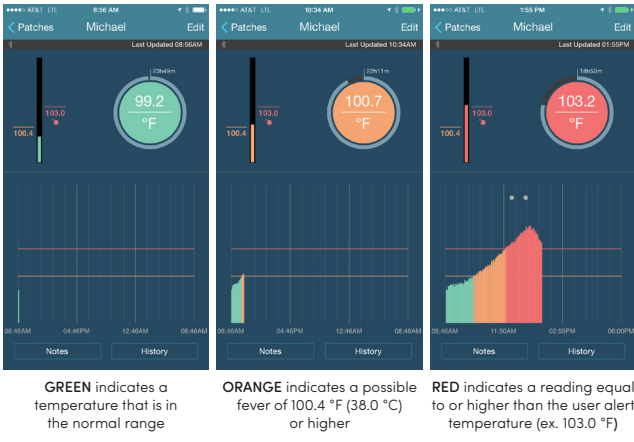 AT&T LTE 8:56 AM
Patches Michael Edit
Last Updated 08:56AM
23h49m
99.2
°F
103.0
100.4
08:46AM 04:46PM 12:46AM 08:46AM
Notes History
GREEN indicates a
temperature that is in
the normal range
AT&T LTE 10:34 AM
Patches Michael Edit
Last Updated 10:34AM
22h11m
100.7
°F
103.0
100.4
08:46AM 04:46PM 12:46AM 08:46AM
Notes History
ORANGE indicates a possible
fever of 100.4 °F (38.0 °C)
or higher
AT&T LTE 1:55 PM
Patches Michael Edit
Last Updated 01:55PM
18h50m
103.2
°F
103.0
100.4
08:46AM 11:50AM 02:55PM 06:00PM
Notes History
RED indicates a reading equal
to or higher than the user alert
temperature (ex. 103.0 °F)